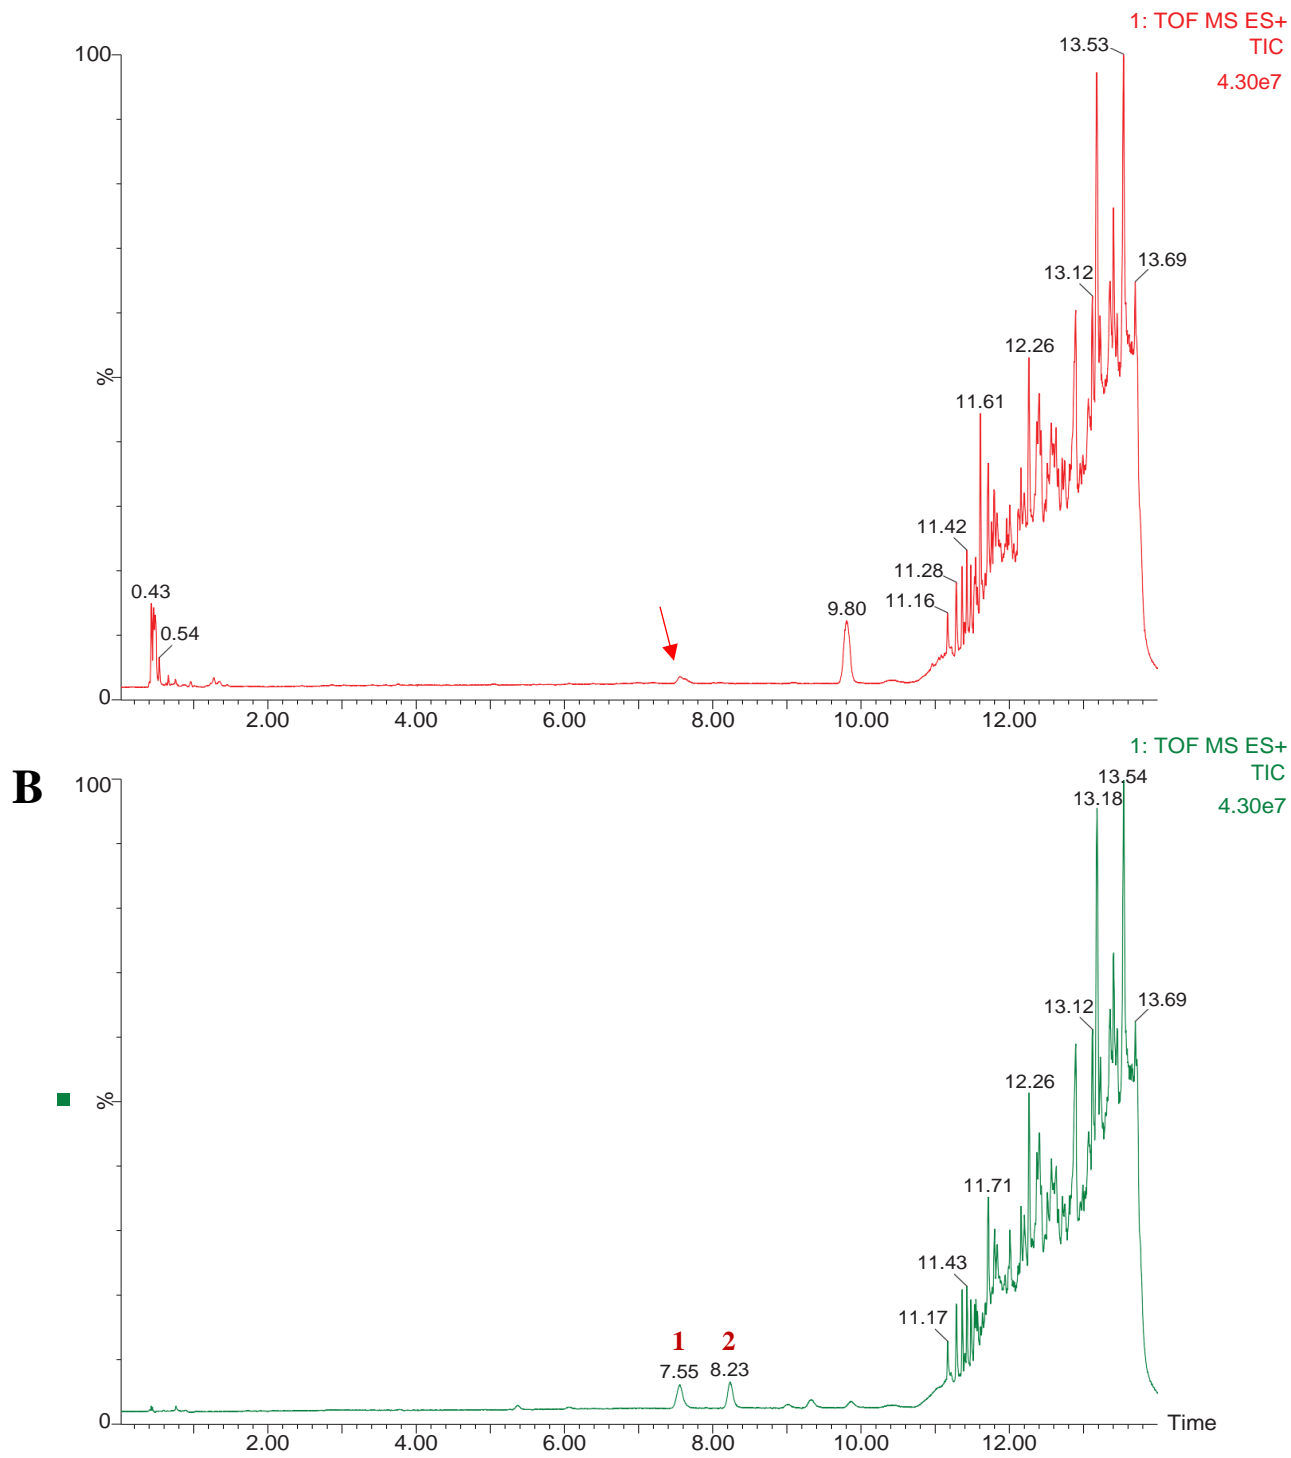 1: TOF MS ES+
TIC
4.30e7
100
%
0
0.43
0.54
9.80
11.16
11.28
11.42
11.61
12.26
13.12
13.53
13.69
2.00 4.00 6.00 8.00 10.00 12.00
B
1: TOF MS ES+
TIC
4.30e7
100
%
0
1 2
7.55 8.23
11.17
11.43
11.71
12.26
13.12
13.18
13.54
13.69
Time
2.00 4.00 6.00 8.00 10.00 12.00